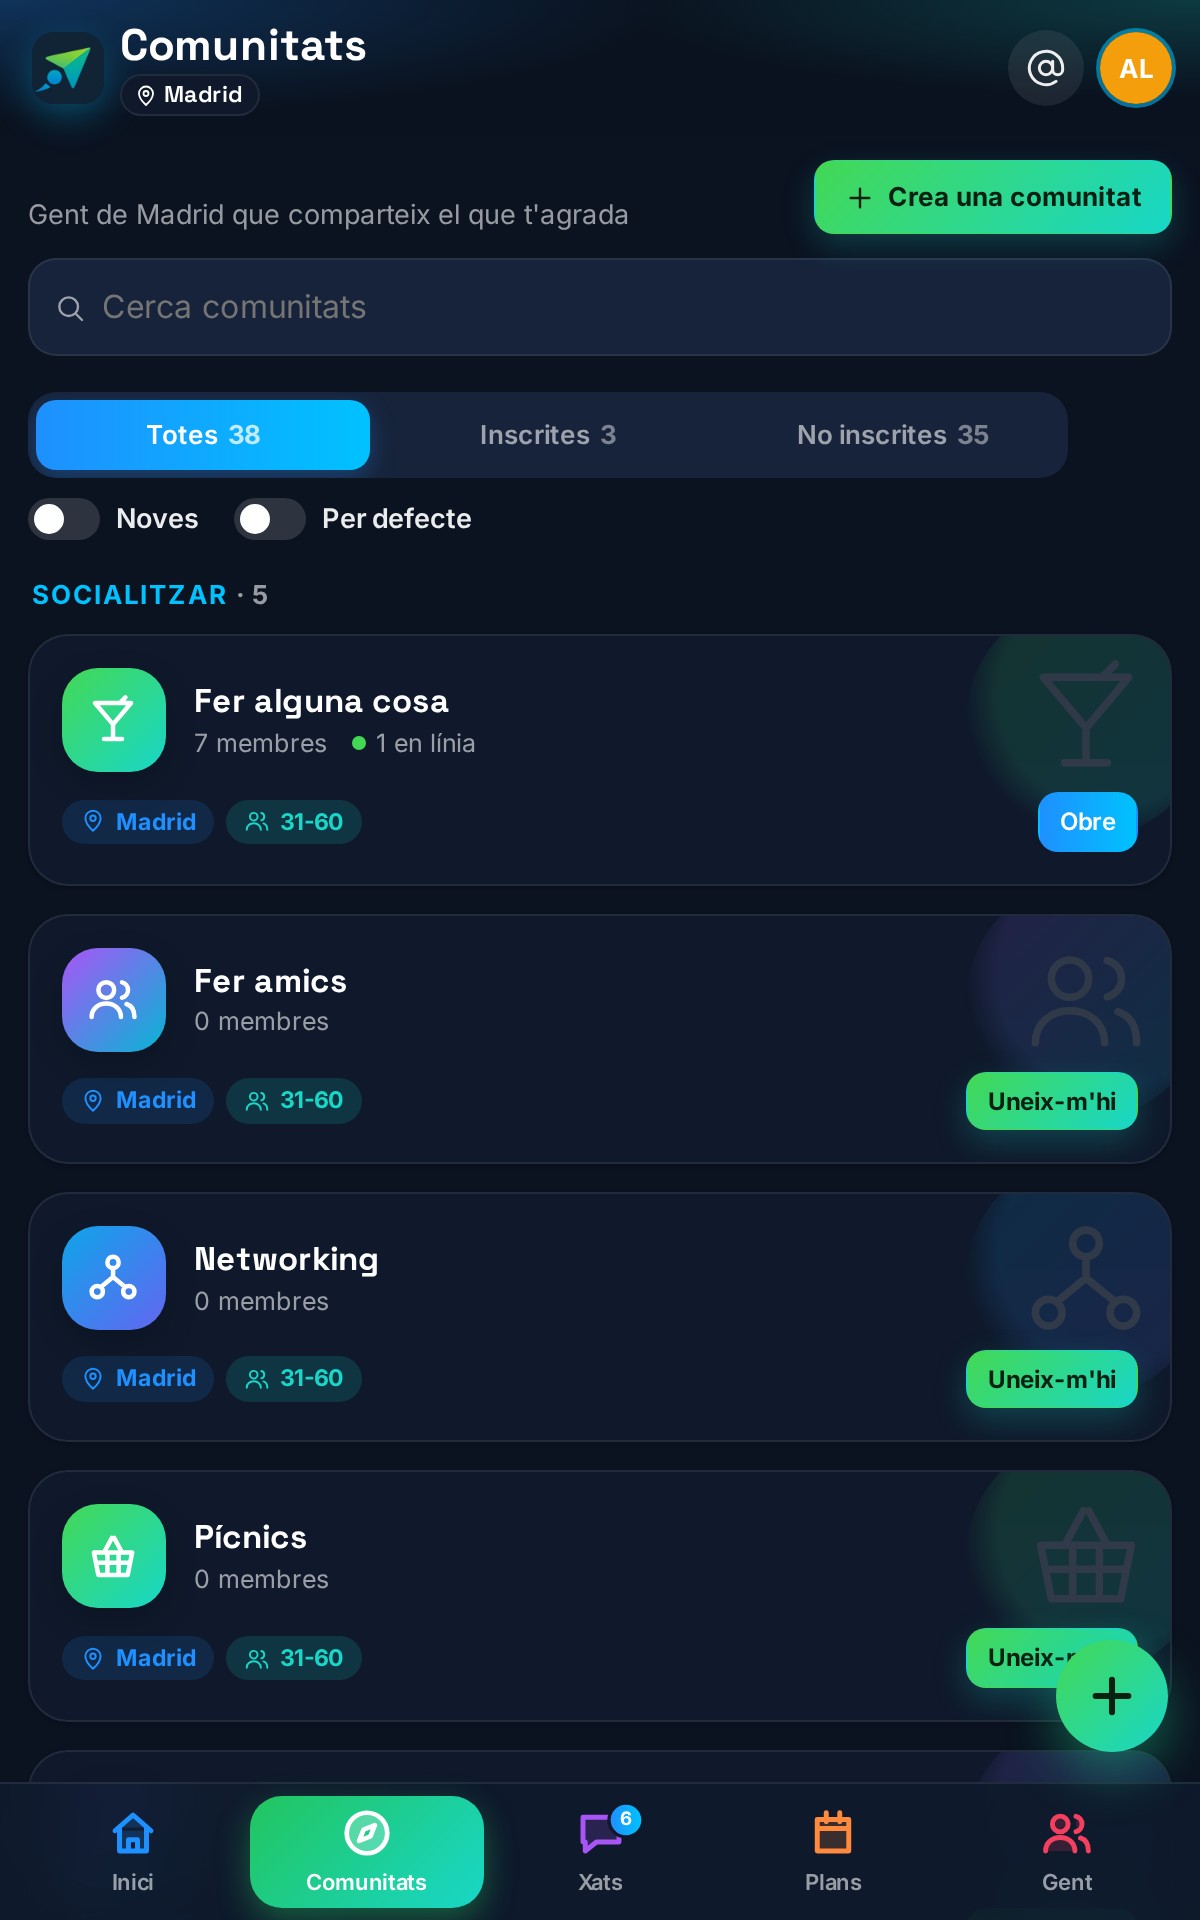 Comunitats
Madrid
@
AL
Gent de Madrid que comparteix el que t'agrada
+ Crea una comunitat
Cerca comunitats
Totes 38
Inscrites 3
No inscrites 35
Noves
Per defecte
SOCIALITZAR · 5
Fer alguna cosa
7 membres
1 en línia
Madrid
31-60
Obre
Fer amics
0 membres
Madrid
31-60
Uneix-m'hi
Networking
0 membres
Madrid
31-60
Uneix-m'hi
Pícnics
0 membres
Madrid
31-60
+
Inici
Comunitats
6
Xats
Plans
Gent